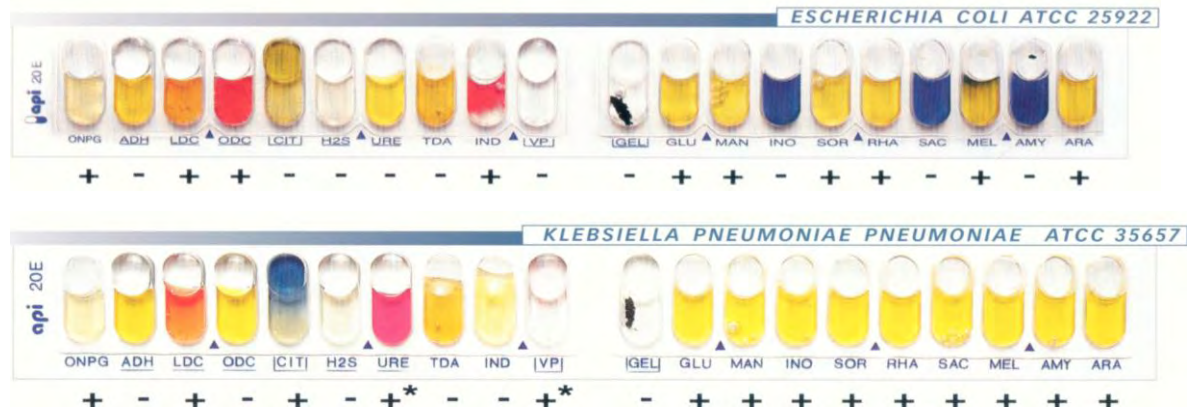 ESCHERICHIA COLI ATCC 25922
api 20 E
ONPG ADH LDC ODC |CIT| H2S URE TDA IND |VP| |GEL| GLU MAN INO SOR RHA SAC MEL AMY ARA
+ - + + - - - - + - - + + - + + - + - +
KLEBSIELLA PNEUMONIAE PNEUMONIAE ATCC 35657
api 20E
ONPG ADH LDC ODC |CIT| H2S URE TDA IND |VP| |GEL| GLU MAN INO SOR RHA SAC MEL AMY ARA
+ - + - + - +* - - +* - + + + + + + + + +